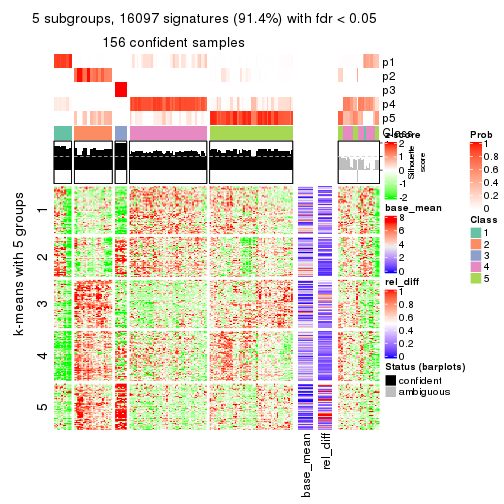 5 subgroups, 16097 signatures (91.4%) with fdr < 0.05
156 confident samples
p1
p2
p3
p4
p5
Class
k-means with 5 groups
1
2
3
4
5
base_mean
rel_diff
Silhouette
score
z-score
2
1
0
-1
-2
base_mean
8
6
4
2
0
rel_diff
1
0.8
0.6
0.4
0.2
0
Status (barplots)
confident
ambiguous
Prob
1
0.8
0.6
0.4
0.2
0
Class
1
2
3
4
5